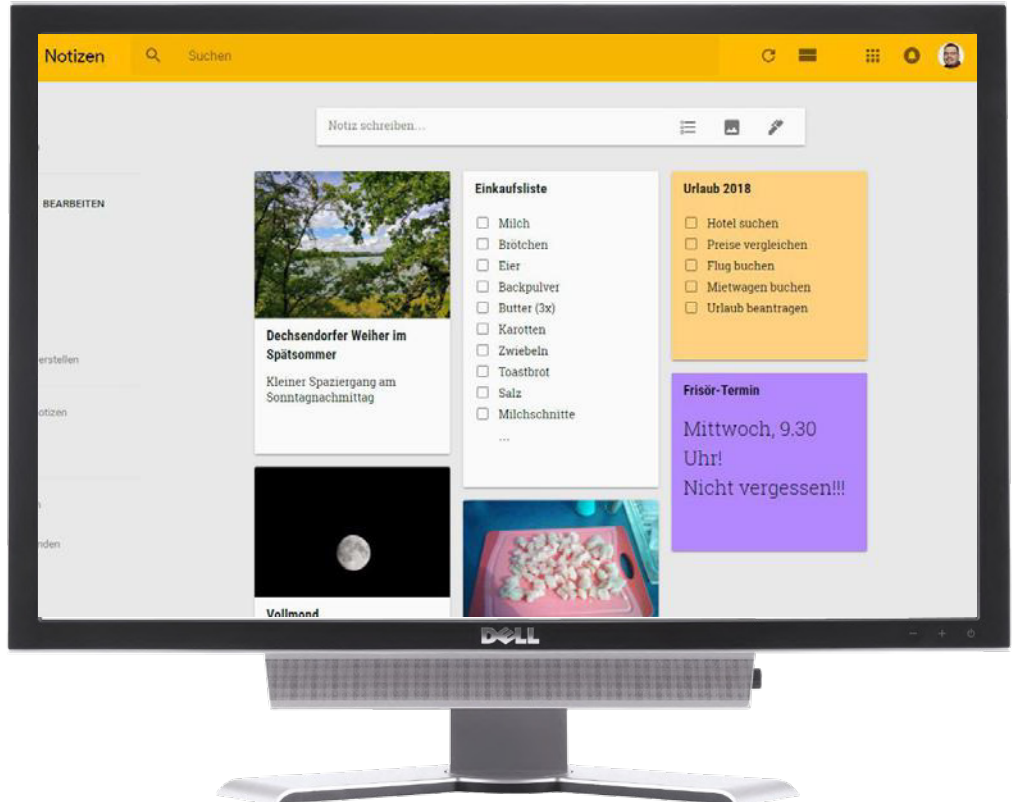 Notizen
Suchen
Notiz schreiben...
BEARBEITEN
erstellen
otizen
nden
Dechsendorfer Weiher im
Spätsommer
Kleiner Spaziergang am
Sonntagnachmittag
Vollmond
Einkaufsliste
Milch
Brötchen
Eier
Backpulver
Butter (3x)
Karotten
Zwiebeln
Toastbrot
Salz
Milchschnitte
...
Urlaub 2018
Hotel suchen
Preise vergleichen
Flug buchen
Mietwagen buchen
Urlaub beantragen
Frisör-Termin
Mittwoch, 9.30
Uhr!
Nicht vergessen!!!
DELL